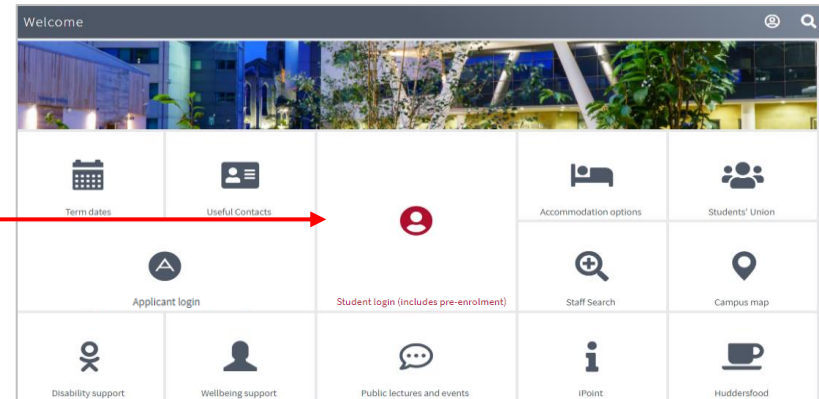 Welcome
Term dates
Useful Contacts
Accommodation options
Students' Union
Applicant login
Student login (includes pre-enrolment)
Staff Search
Campus map
Disability support
Wellbeing support
Public lectures and events
iPoint
Huddersfood